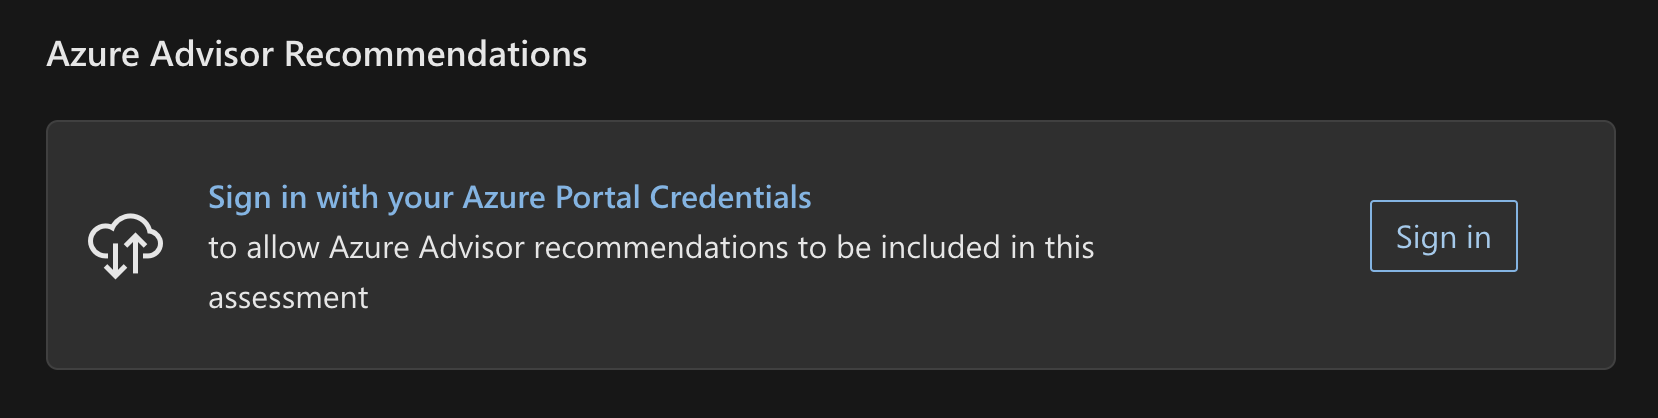 Azure Advisor Recommendations
Sign in with your Azure Portal Credentials
to allow Azure Advisor recommendations to be included in this
assessment
Sign in